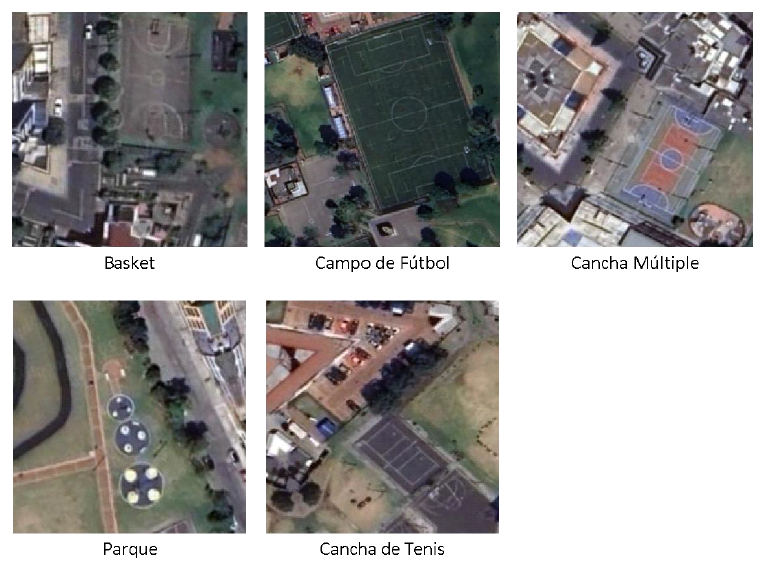 Basket
Campo de Fútbol
Cancha Múltiple
Parque
Cancha de Tenis